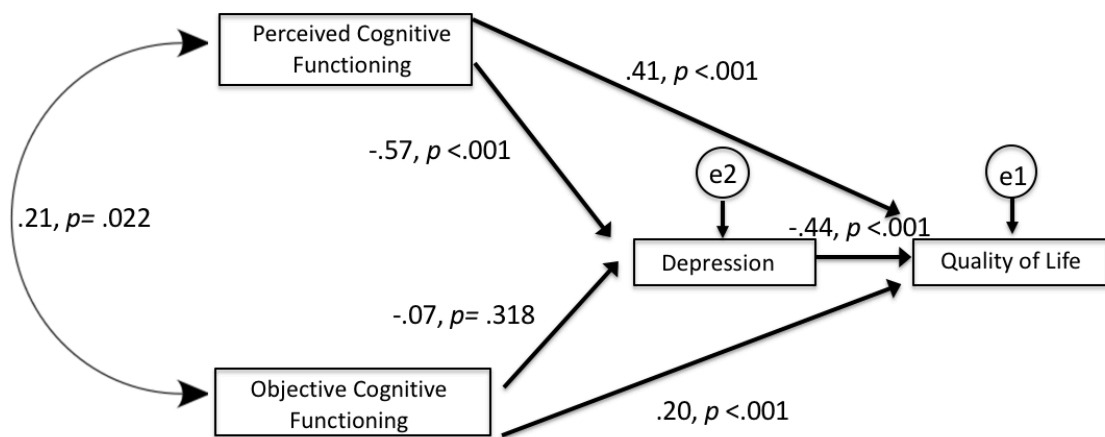 Perceived Cognitive
Functioning
.41, p <.001
-.57, p <.001
e2
e1
.21, p= .022
-.44, p <.001
Depression
Quality of Life
-.07, p= .318
Objective Cognitive
Functioning
.20, p <.001